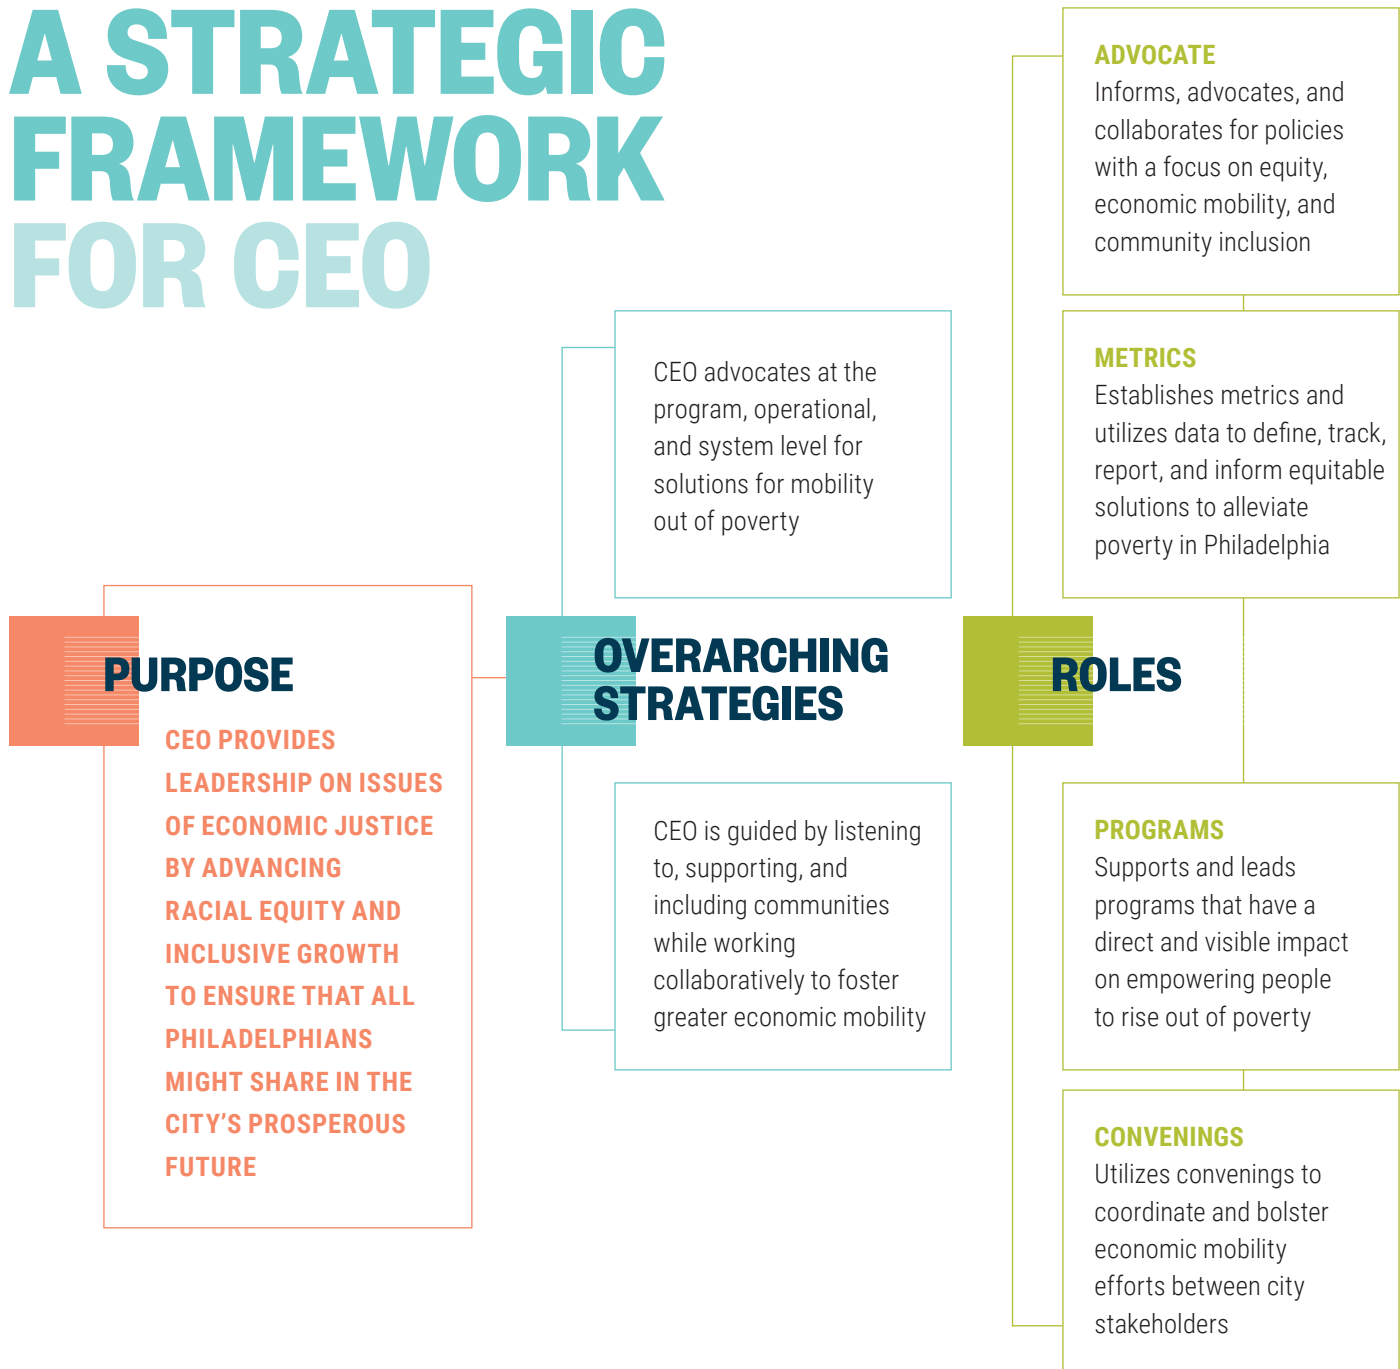 A STRATEGIC
FRAMEWORK
FOR CEO
PURPOSE
CEO PROVIDES
LEADERSHIP ON ISSUES
OF ECONOMIC JUSTICE
BY ADVANCING
RACIAL EQUITY AND
INCLUSIVE GROWTH
TO ENSURE THAT ALL
PHILADELPHIANS
MIGHT SHARE IN THE
CITY’S PROSPEROUS
FUTURE
OVERARCHING
STRATEGIES
CEO advocates at the
program, operational,
and system level for
solutions for mobility
out of poverty
CEO is guided by listening
to, supporting, and
including communities
while working
collaboratively to foster
greater economic mobility
ROLES
ADVOCATE
Informs, advocates, and
collaborates for policies
with a focus on equity,
economic mobility, and
community inclusion
METRICS
Establishes metrics and
utilizes data to define, track,
report, and inform equitable
solutions to alleviate
poverty in Philadelphia
PROGRAMS
Supports and leads
programs that have a
direct and visible impact
on empowering people
to rise out of poverty
CONVENINGS
Utilizes convenings to
coordinate and bolster
economic mobility
efforts between city
stakeholders